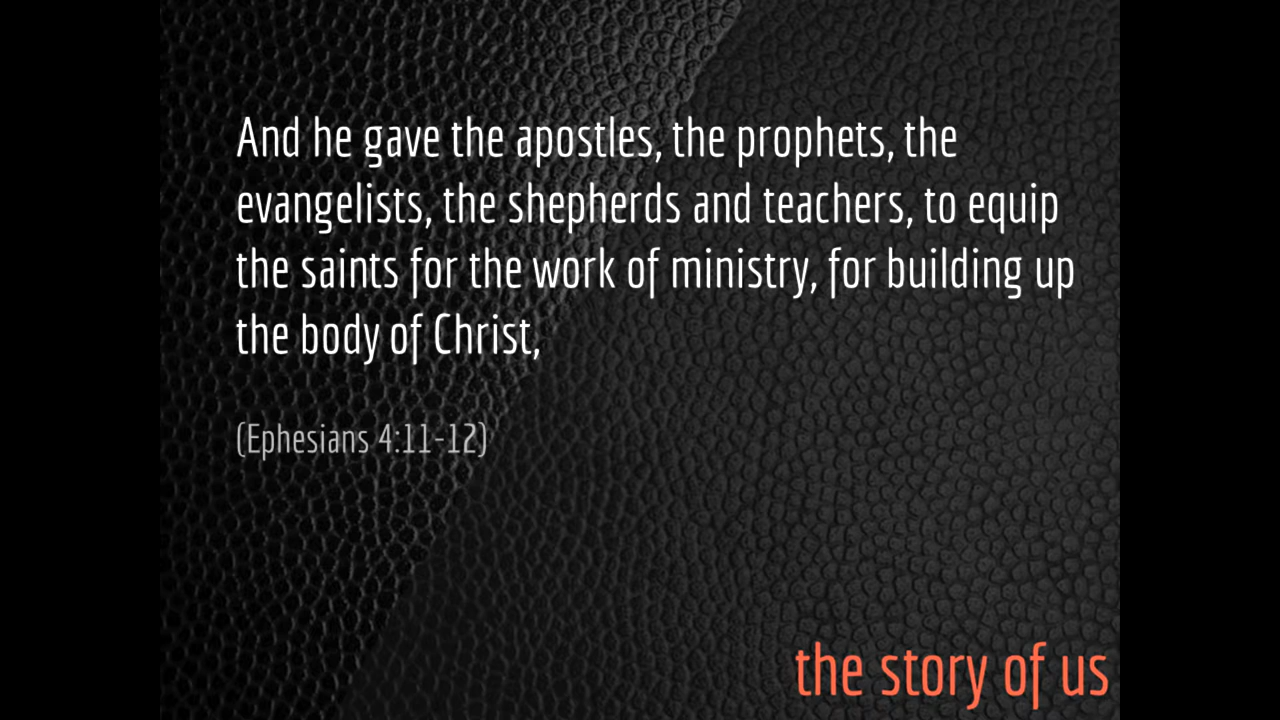 And he gave the apostles, the prophets, the
evangelists, the shepherds and teachers, to equip
the saints for the work of ministry, for building up
the body of Christ,
(Ephesians 4:11-12)
the story of us